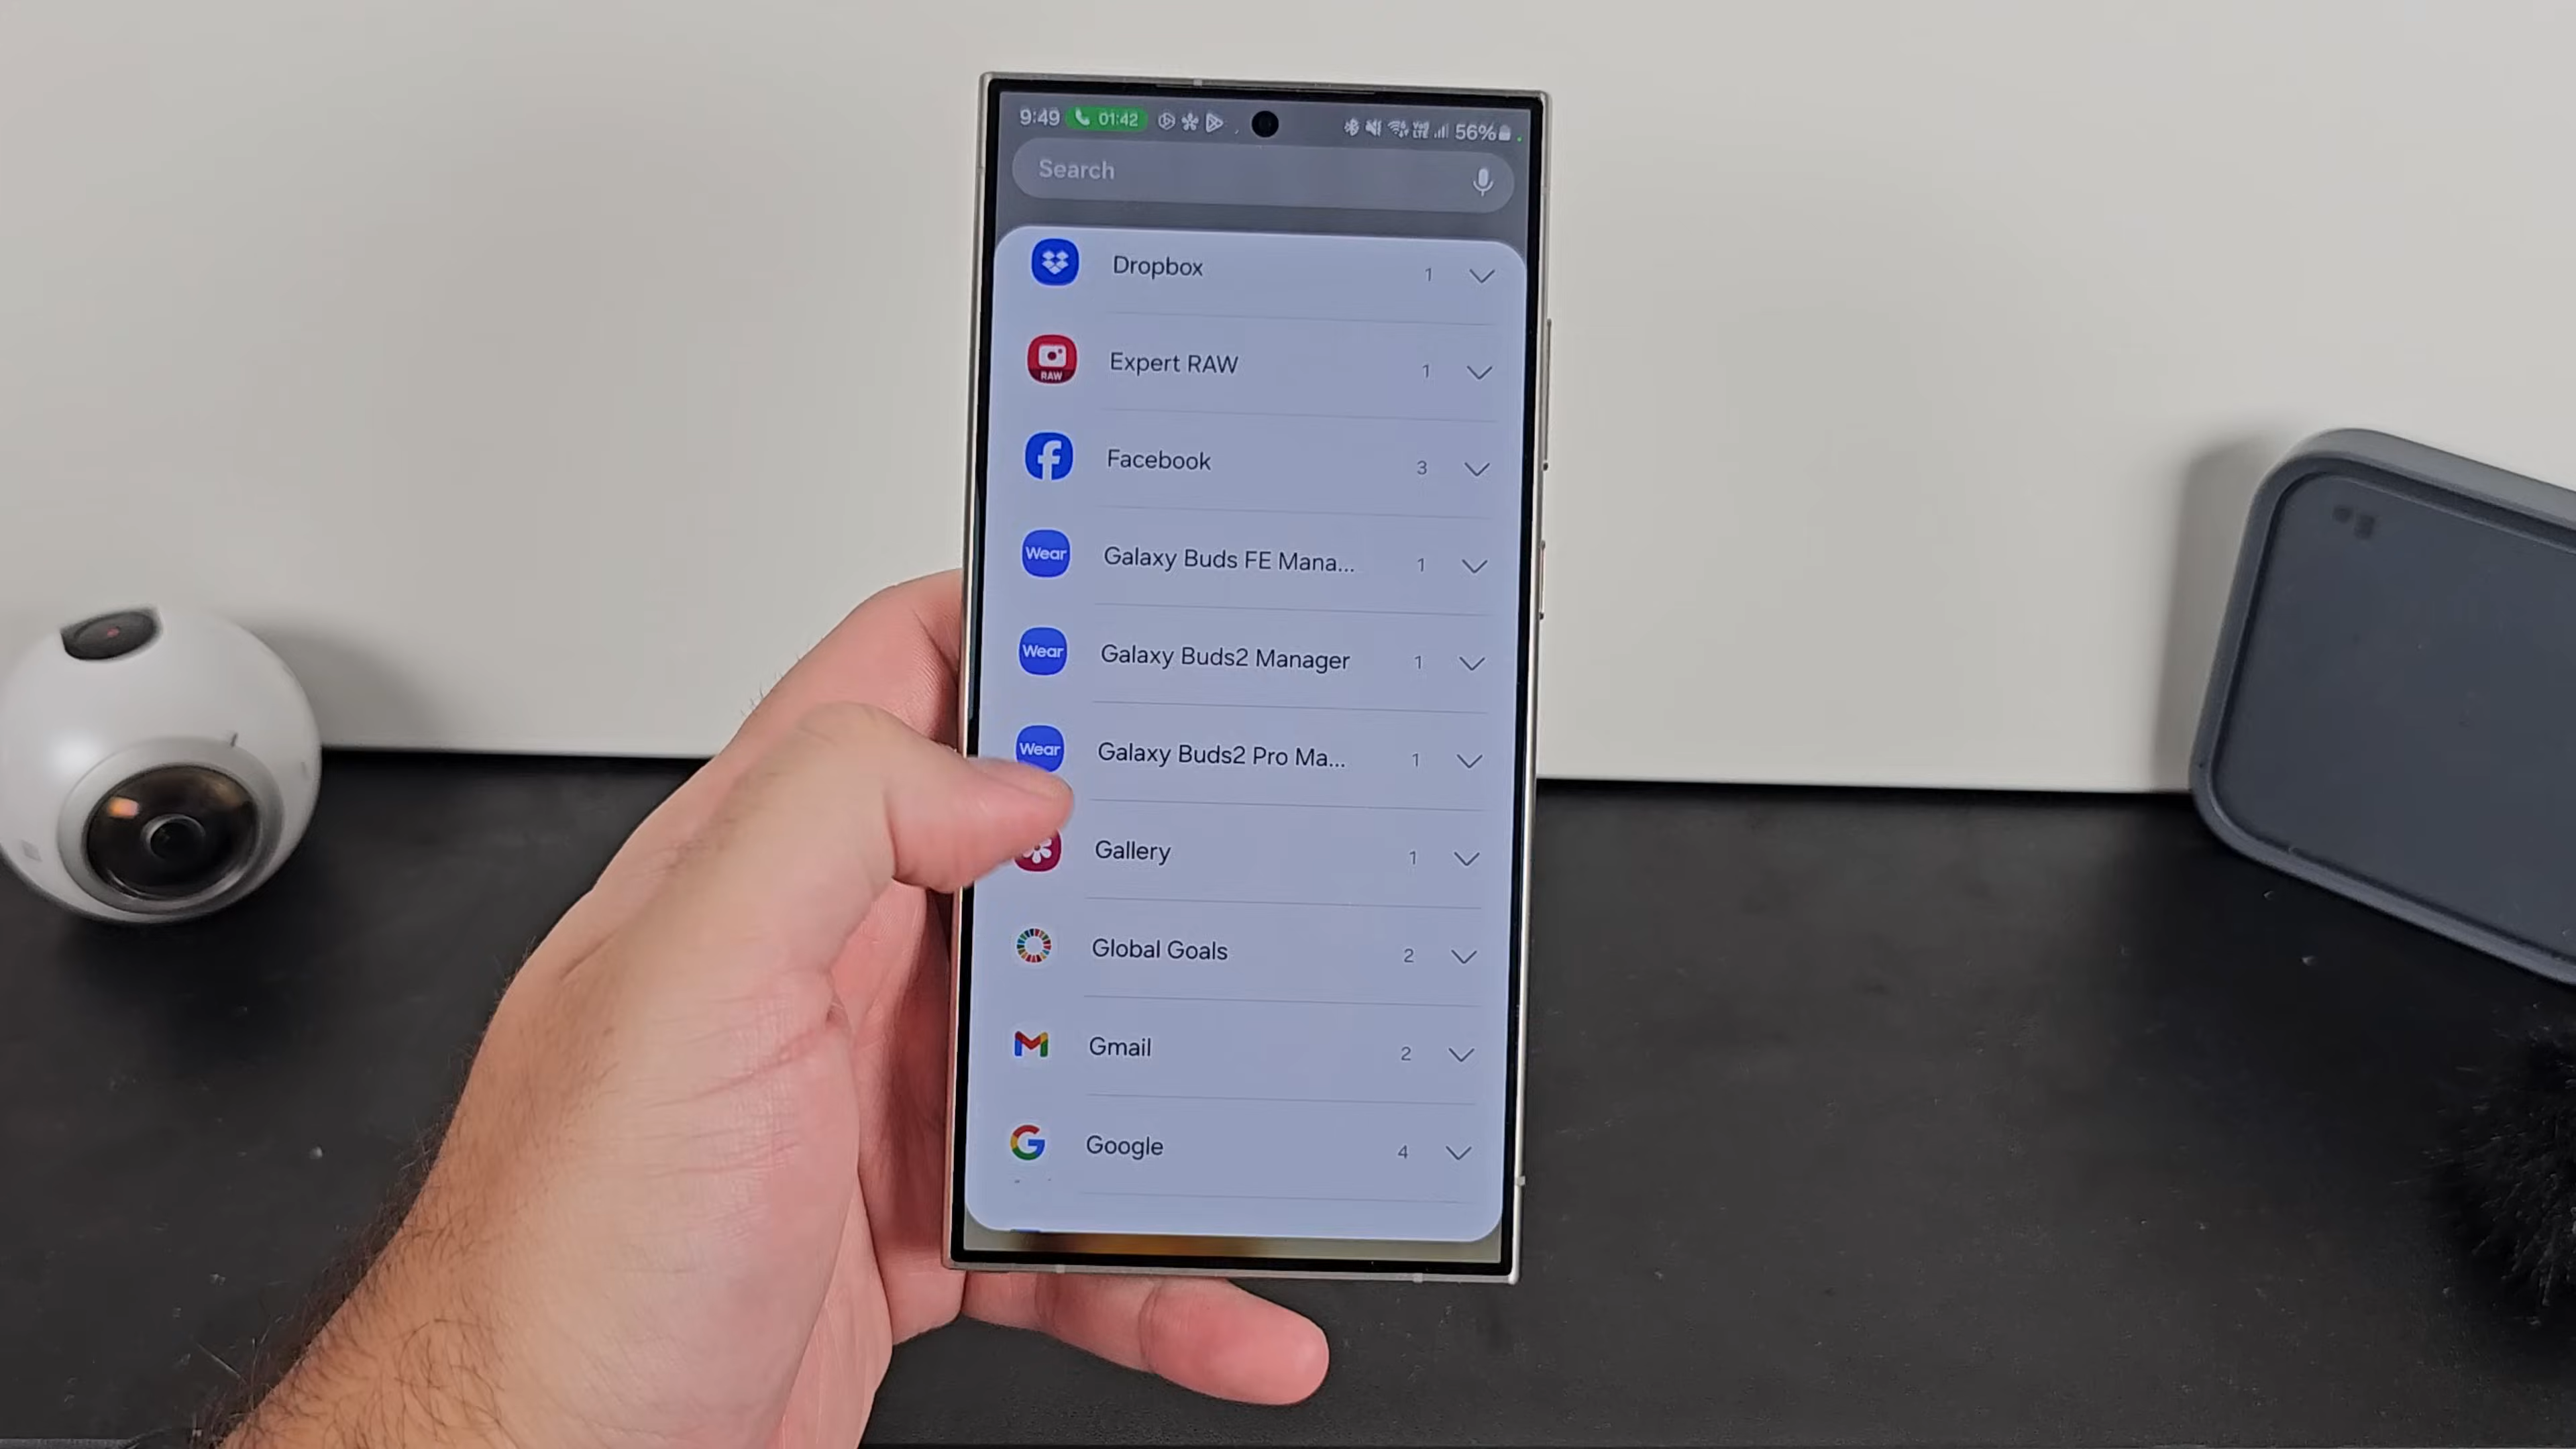 9:49 01:42 56%
Search
Dropbox 1
RAW Expert RAW 1
Facebook 3
Wear Galaxy Buds FE Mana... 1
Wear Galaxy Buds2 Manager 1
Wear Galaxy Buds2 Pro Ma... 1
Gallery 1
Global Goals 2
Gmail 2
Google 4